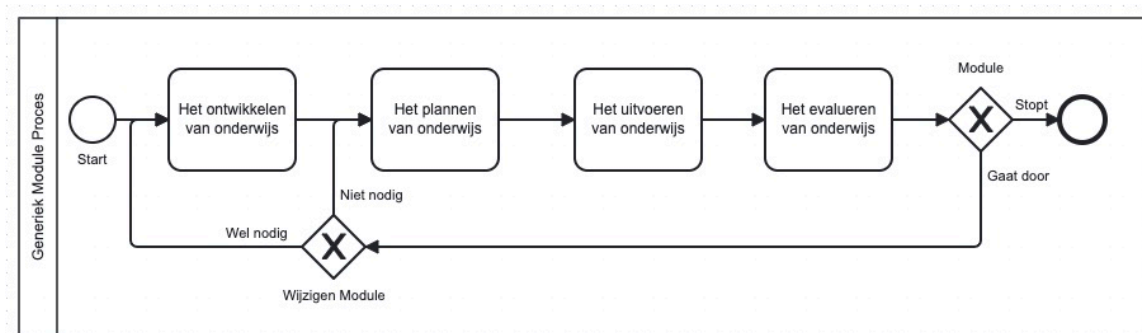 Generiek Module Proces
Start
Het ontwikkelen
van onderwijs
Het plannen
van onderwijs
Het uitvoeren
van onderwijs
Het evalueren
van onderwijs
Module
X
Stopt
Gaat door
Niet nodig
Wel nodig
X
Wijzigen Module